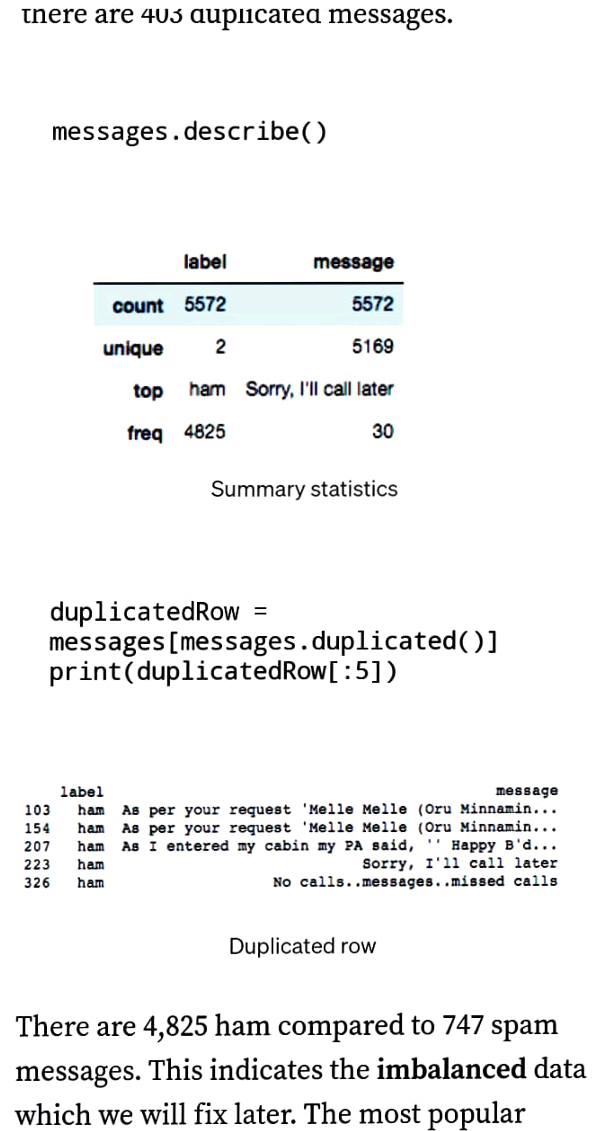 there are 403 duplicated messages.
messages.describe()
label message
count 5572 5572
unique 2 5169
top ham Sorry, I'll call later
freq 4825 30
Summary statistics
duplicatedRow =
messages[messages.duplicated()]
print(duplicatedRow[:5])
label message
103 ham As per your request 'Melle Melle (Oru Minnamin...
154 ham As per your request 'Melle Melle (Oru Minnamin...
207 ham As I entered my cabin my PA said, '' Happy B'd...
223 ham Sorry, I'll call later
326 ham No calls..messages..missed calls
Duplicated row
There are 4,825 ham compared to 747 spam
messages. This indicates the imbalanced data
which we will fix later. The most popular